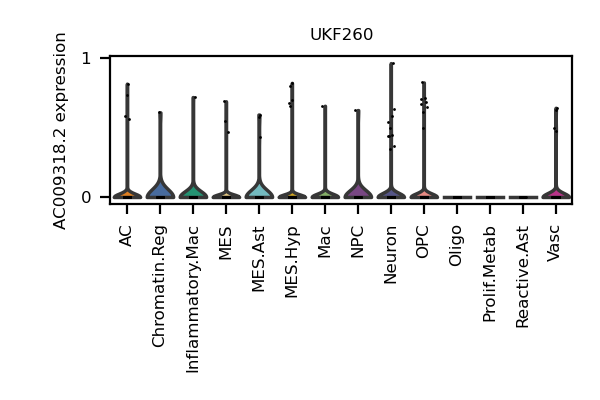 UKF260
AC009318.2 expression
1
0
AC
Chromatin.Reg
Inflammatory.Mac
MES
MES.Ast
MES.Hyp
Mac
NPC
Neuron
OPC
Oligo
Prolif.Metab
Reactive.Ast
Vasc